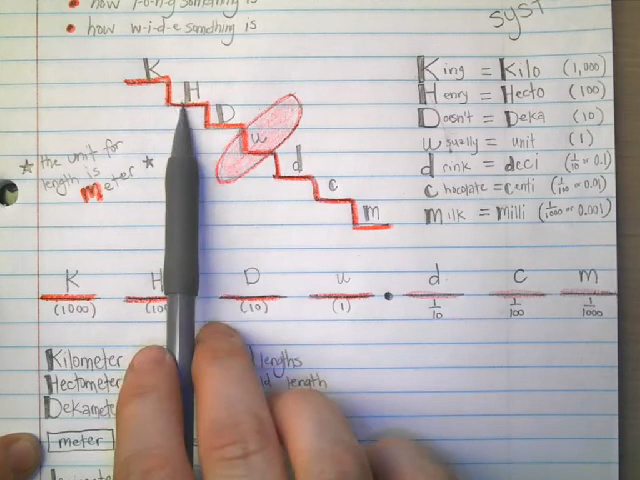 • how l-o-n-g something is
• how w-i-d-e something is
syst
K
H
D
u
d
c
m
* the unit for length is meter *
King = Kilo (1,000)
Henry = Hecto (100)
Doesn't = Deka (10)
usually = unit (1)
drink = deci (1/10 or 0.1)
chocolate = centi (1/100 or 0.01)
milk = milli (1/1000 or 0.001)
K H D u • d c m
(1000) (10) (1) 1/10 1/100 1/1000
Kilometer lengths
Hectometer length
Dekamete
meter